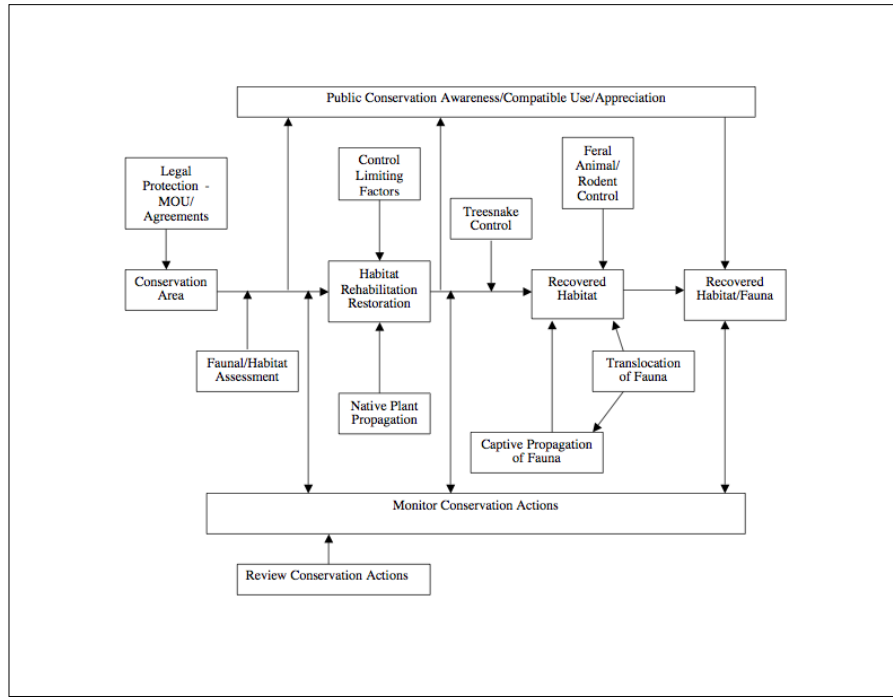 Public Conservation Awareness/Compatible Use/Appreciation
Legal
Protection -
MOU/
Agreements
Control
Limiting
Factors
Feral
Animal/
Rodent
Control
Treesnake
Control
Conservation
Area
Habitat
Rehabilitation
Restoration
Recovered
Habitat
Recovered
Habitat/Fauna
Faunal/Habitat
Assessment
Translocation
of Fauna
Native Plant
Propagation
Captive Propagation
of Fauna
Monitor Conservation Actions
Review Conservation Actions